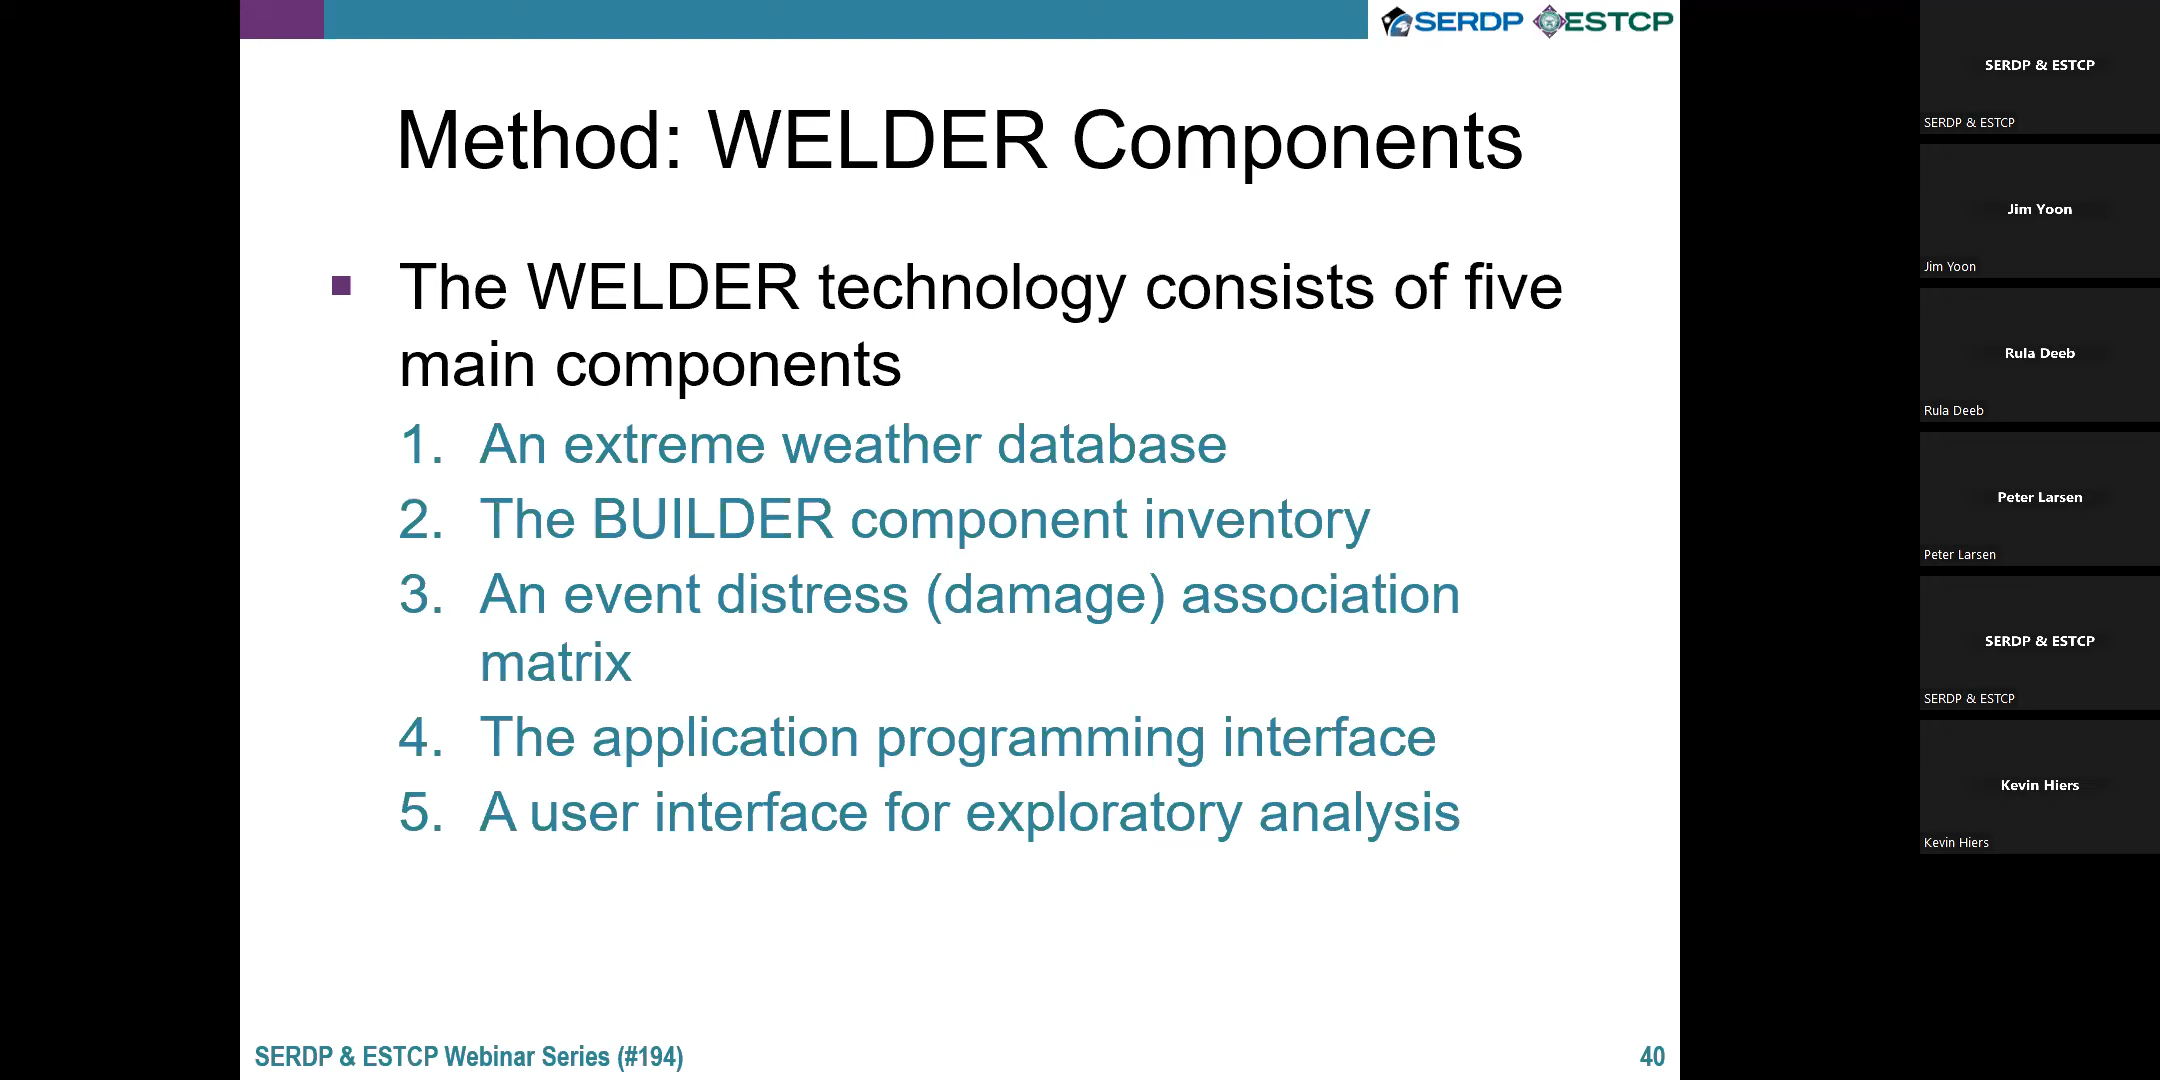 SERDP ESTCP
Method: WELDER Components
The WELDER technology consists of five
main components
1. An extreme weather database
2. The BUILDER component inventory
3. An event distress (damage) association
matrix
4. The application programming interface
5. A user interface for exploratory analysis
SERDP & ESTCP Webinar Series (#194)
40
SERDP & ESTCP
SERDP & ESTCP
Jim Yoon
Jim Yoon
Rula Deeb
Rula Deeb
Peter Larsen
Peter Larsen
SERDP & ESTCP
SERDP & ESTCP
Kevin Hiers
Kevin Hiers